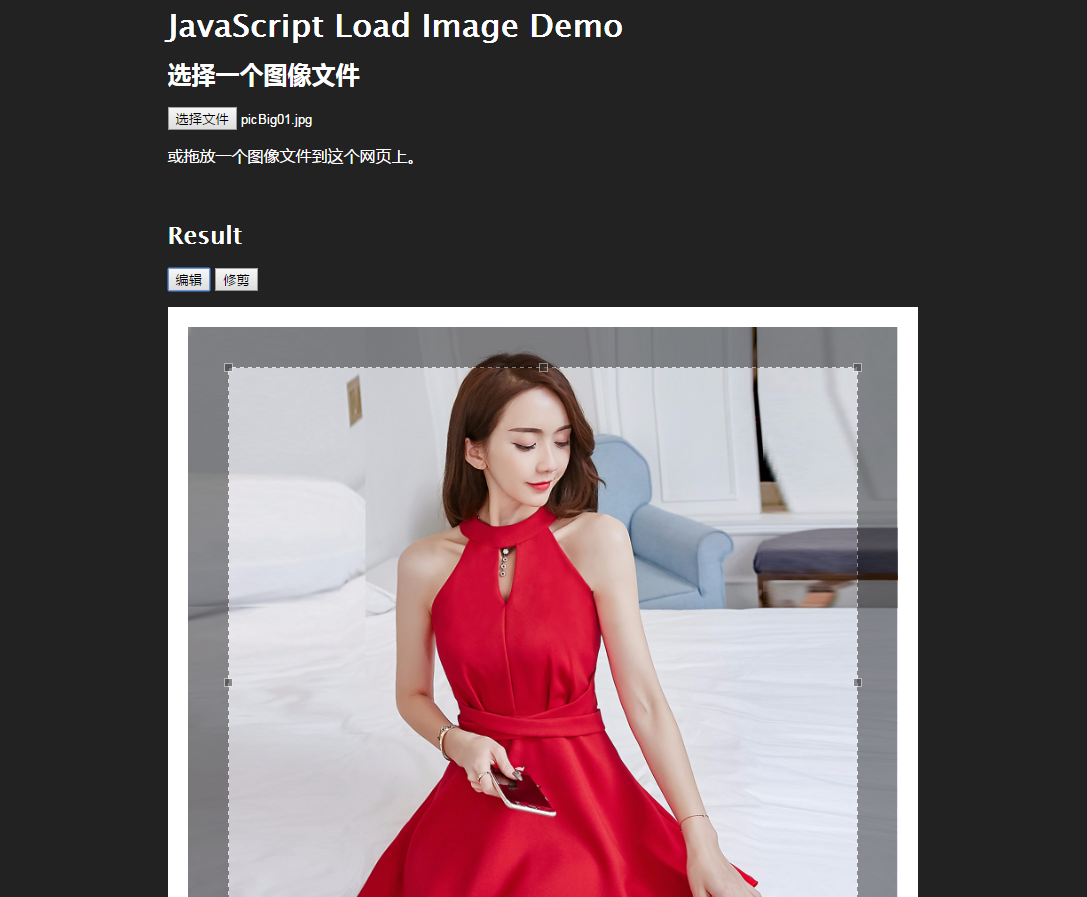 JavaScript Load Image Demo
选择一个图像文件
选择文件 picBig01.jpg
或拖放一个图像文件到这个网页上。
Result
编辑 修剪